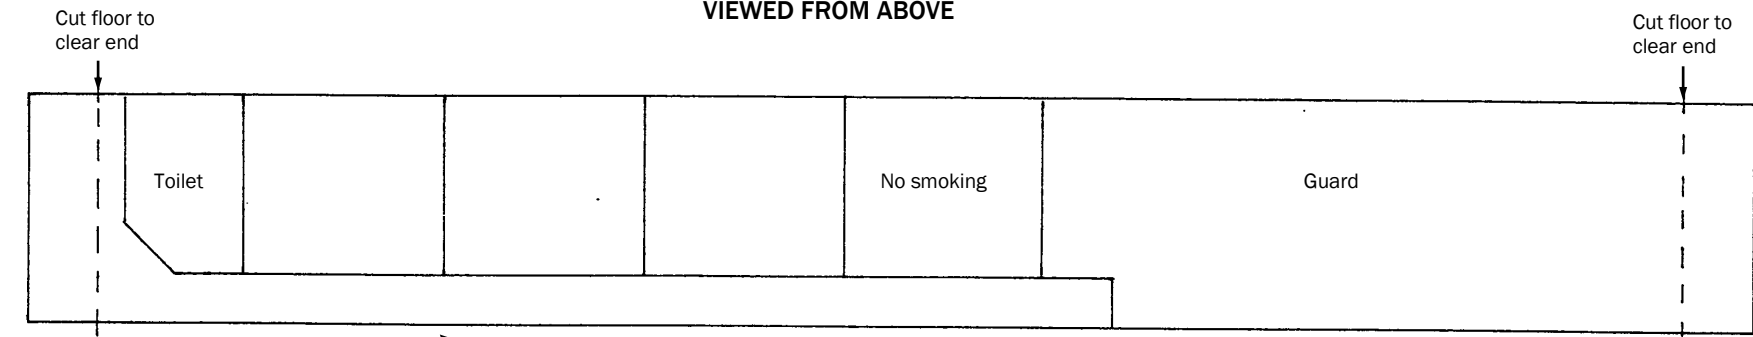 VIEWED FROM ABOVE
Cut floor to
clear end
Cut floor to
clear end
Toilet
No smoking
Guard